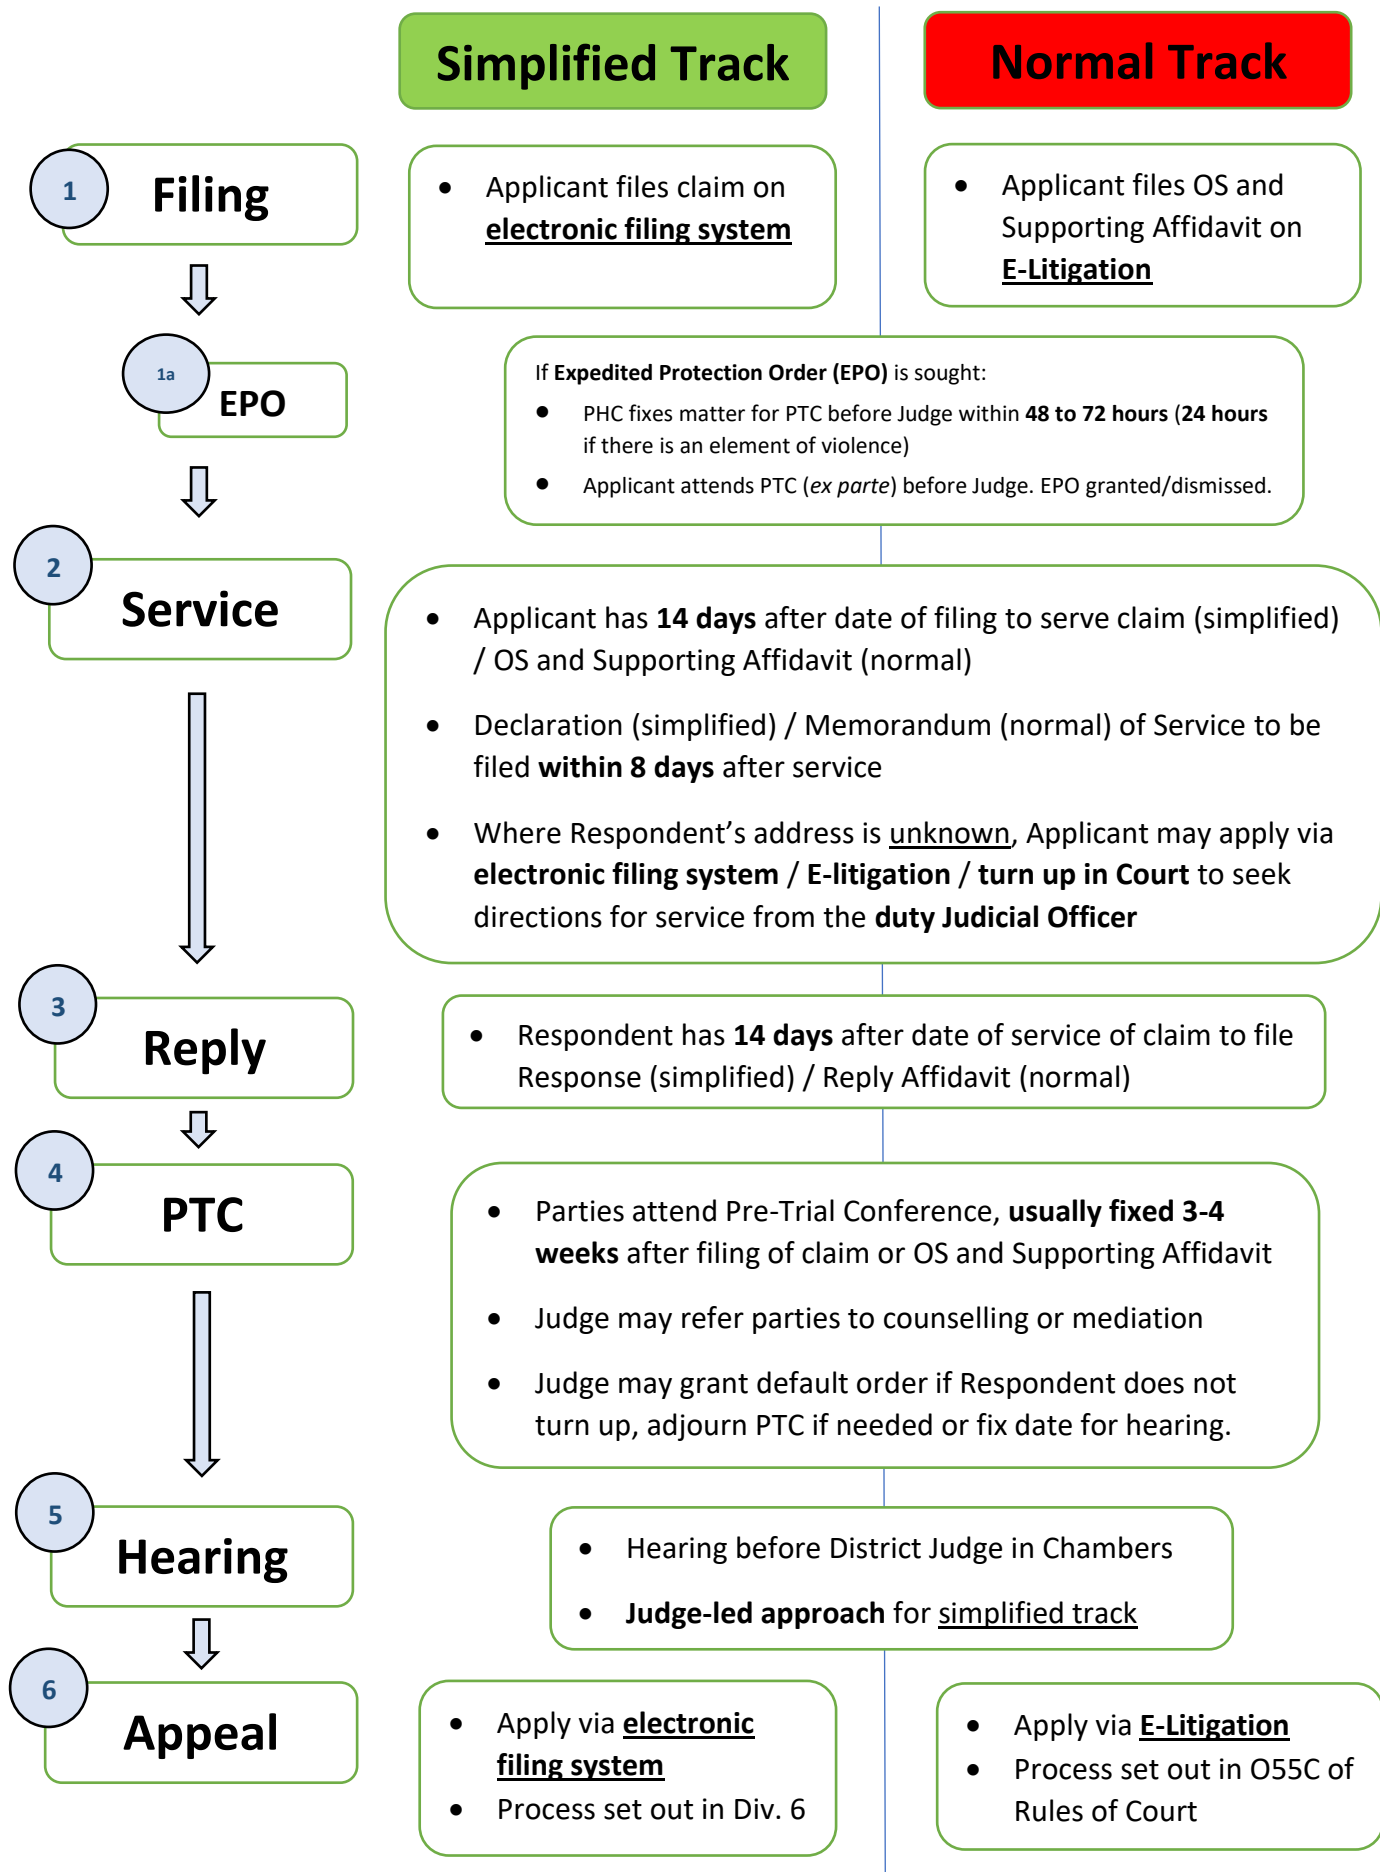 Simplified Track
Normal Track
1
Filing
• Applicant files claim on
electronic filing system
• Applicant files OS and
Supporting Affidavit on
E-Litigation
1a
EPO
If Expedited Protection Order (EPO) is sought:
• PHC fixes matter for PTC before Judge within 48 to 72 hours (24 hours
if there is an element of violence)
• Applicant attends PTC (ex parte) before Judge. EPO granted/dismissed.
2
Service
• Applicant has 14 days after date of filing to serve claim (simplified)
/ OS and Supporting Affidavit (normal)
• Declaration (simplified) / Memorandum (normal) of Service to be
filed within 8 days after service
• Where Respondent’s address is unknown, Applicant may apply via
electronic filing system / E-litigation / turn up in Court to seek
directions for service from the duty Judicial Officer
3
Reply
• Respondent has 14 days after date of service of claim to file
Response (simplified) / Reply Affidavit (normal)
4
PTC
• Parties attend Pre-Trial Conference, usually fixed 3-4
weeks after filing of claim or OS and Supporting Affidavit
• Judge may refer parties to counselling or mediation
• Judge may grant default order if Respondent does not
turn up, adjourn PTC if needed or fix date for hearing.
5
Hearing
• Hearing before District Judge in Chambers
• Judge-led approach for simplified track
6
Appeal
• Apply via electronic
filing system
• Process set out in Div. 6
• Apply via E-Litigation
• Process set out in O55C of
Rules of Court